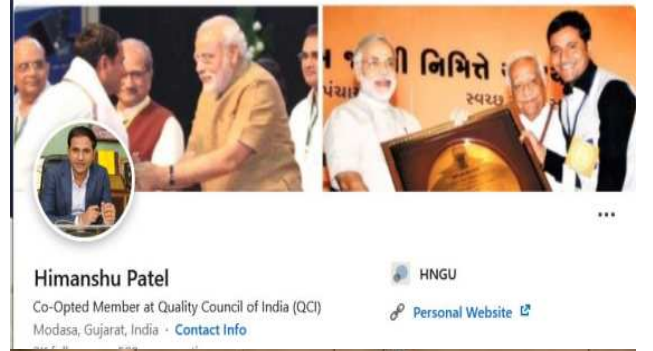 જ
ી નિમિત્તે
પંચા
સ્વચ્છ
Himanshu Patel
HNGU
Co-Opted Member at Quality Council of India (QCI)
Personal Website
Modasa, Gujarat, India · Contact Info